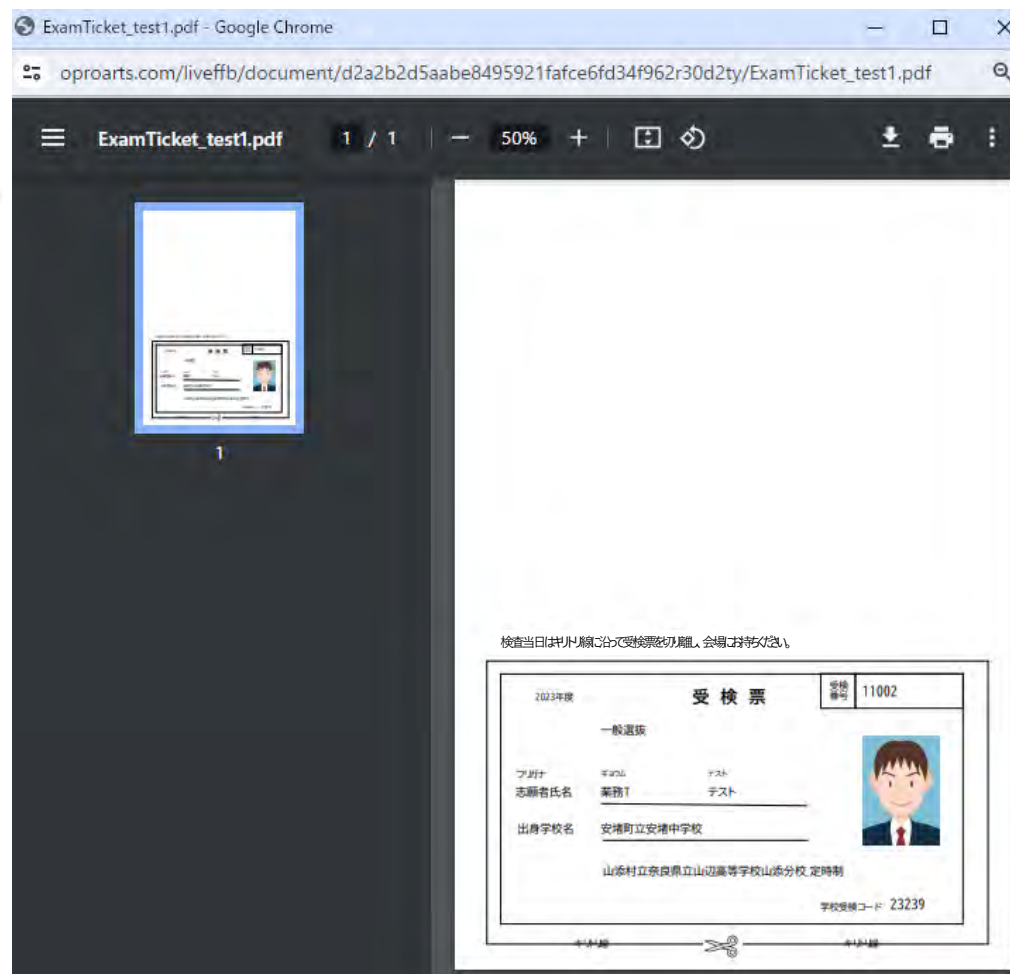 ExamTicket_test1.pdf - Google Chrome
oproarts.com/liveffb/document/d2a2b2d5aabe8495921fafce6fd34f962r30d2ty/ExamTicket_test1.pdf
ExamTicket_test1.pdf 1 / 1 50%
1
検査当日はキリトリ線に沿って受検票を切り離し、会場にお持ちください。
2023年度 受検票 受検番号 11002
一般選抜
フリガナ ギョウム テスト
志願者氏名 業務1 テスト
出身学校名 安堵町立安堵中学校
山添村立奈良県立山辺高等学校山添分校 定時制
学校受検コード 23239
キリトリ線 キリトリ線